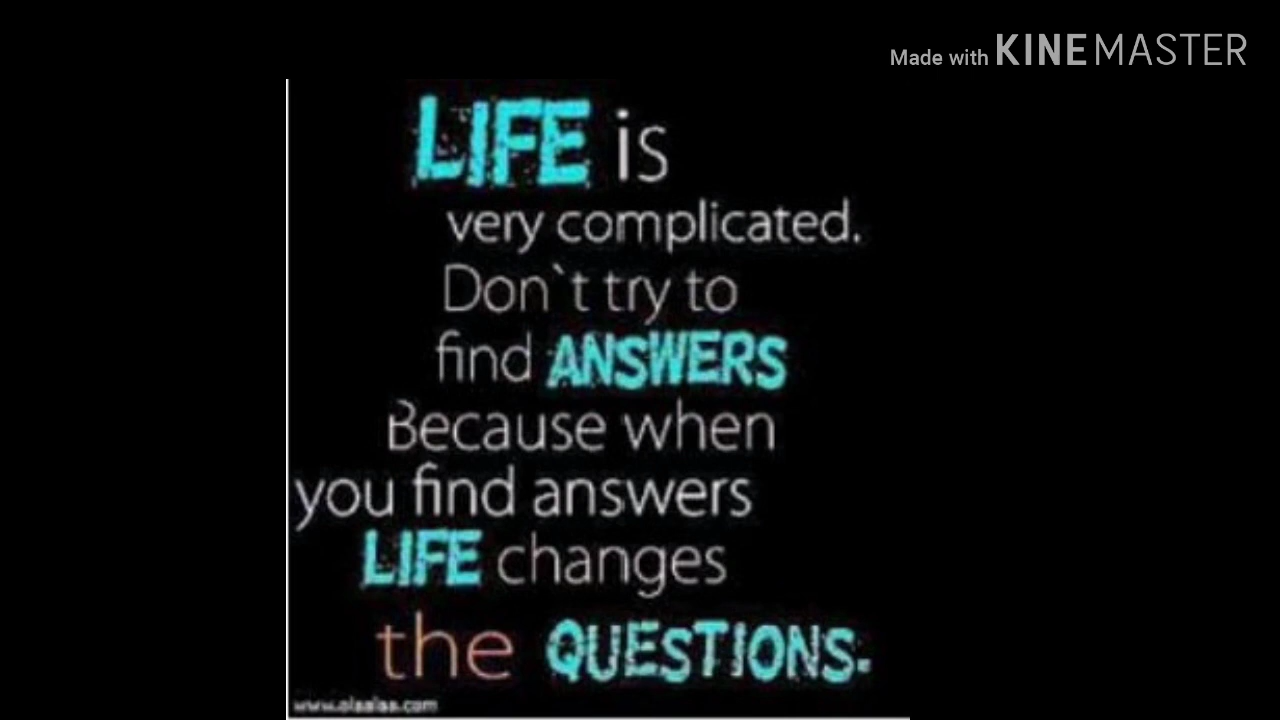 Made with KINEMASTER
LIFE is
very complicated.
Don`t try to
find ANSWERS
Because when
you find answers
LIFE changes
the QUESTIONS.